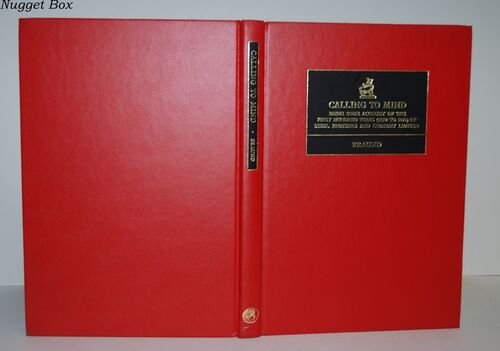 Nugget Box
CALLING TO MIND • BRAUND
CALLING TO MIND
BEING SOME ACCOUNT OF THE
FIRST HUNDRED YEARS (1870 TO 1970) OF
STEEL BROTHERS AND COMPANY LIMITED
BRAUND